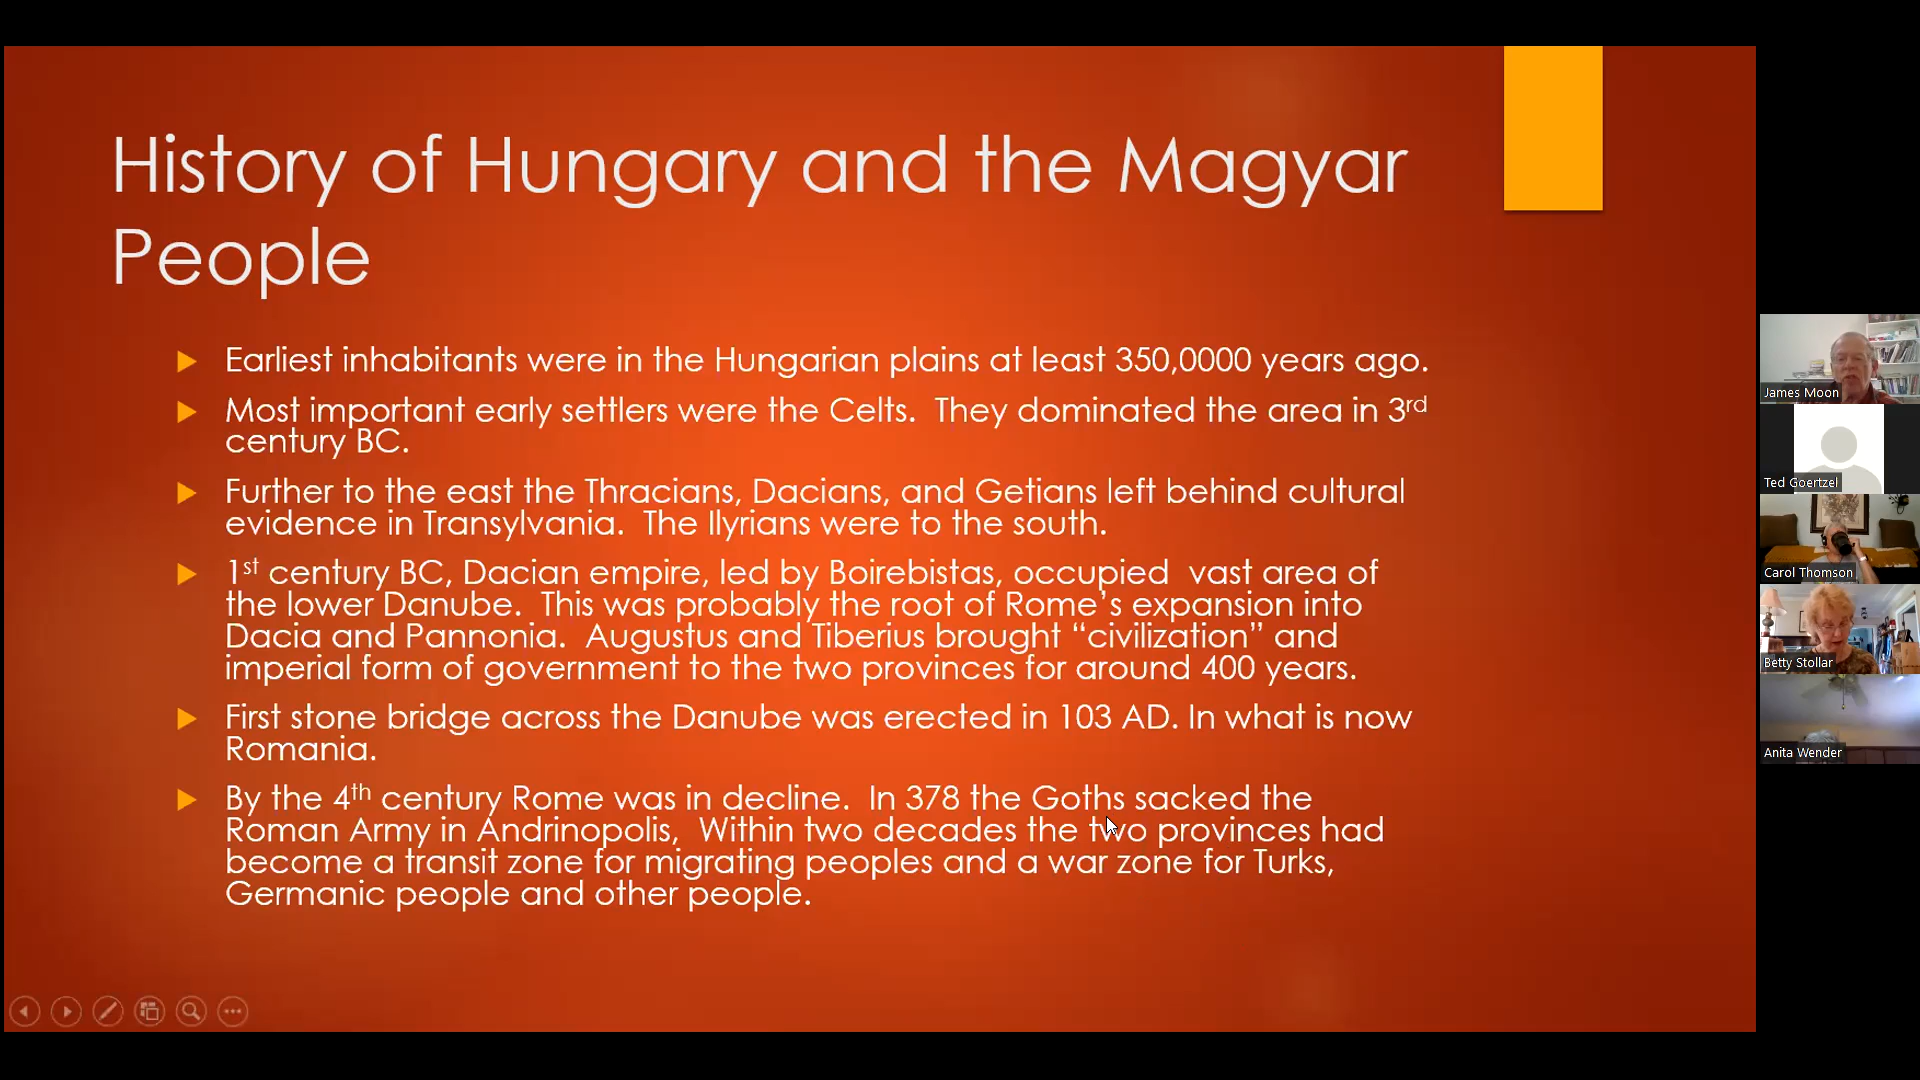 History of Hungary and the Magyar
People
Earliest inhabitants were in the Hungarian plains at least 350,0000 years ago.
Most important early settlers were the Celts.  They dominated the area in 3rd
century BC.
Further to the east the Thracians, Dacians, and Getians left behind cultural
evidence in Transylvania.  The Ilyrians were to the south.
1st century BC, Dacian empire, led by Boirebistas, occupied  vast area of
the lower Danube.  This was probably the root of Rome’s expansion into
Dacia and Pannonia.  Augustus and Tiberius brought “civilization” and
imperial form of government to the two provinces for around 400 years.
First stone bridge across the Danube was erected in 103 AD. In what is now
Romania.
By the 4th century Rome was in decline.  In 378 the Goths sacked the
Roman Army in Andrinopolis,  Within two decades the two provinces had
become a transit zone for migrating peoples and a war zone for Turks,
Germanic people and other people.
James Moon
Ted Goertzel
Carol Thomson
Betty Stollar
Anita Wender